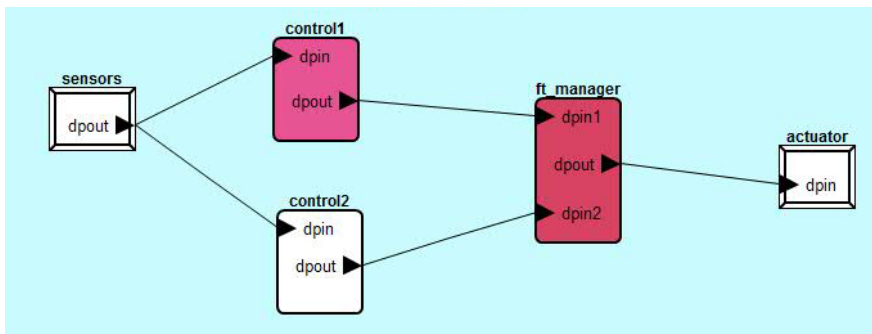 control1
dpin
dpout
sensors
dpout
ft_manager
dpin1
dpout
dpin2
actuator
dpin
control2
dpin
dpout